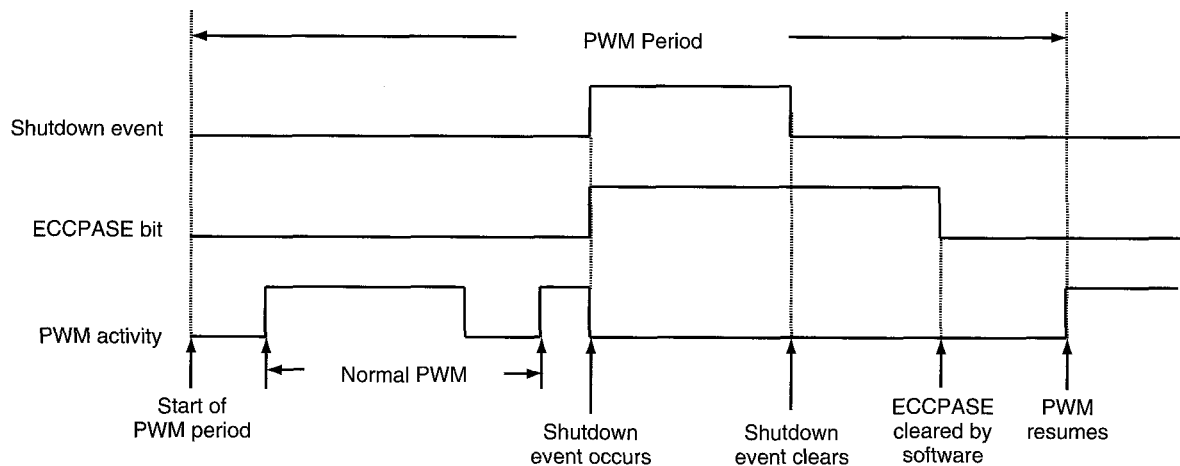 PWM Period
Shutdown event
ECCPASE bit
PWM activity
Normal PWM
Start of
PWM period
Shutdown
event occurs
Shutdown
event clears
ECCPASE
cleared by
software
PWM
resumes